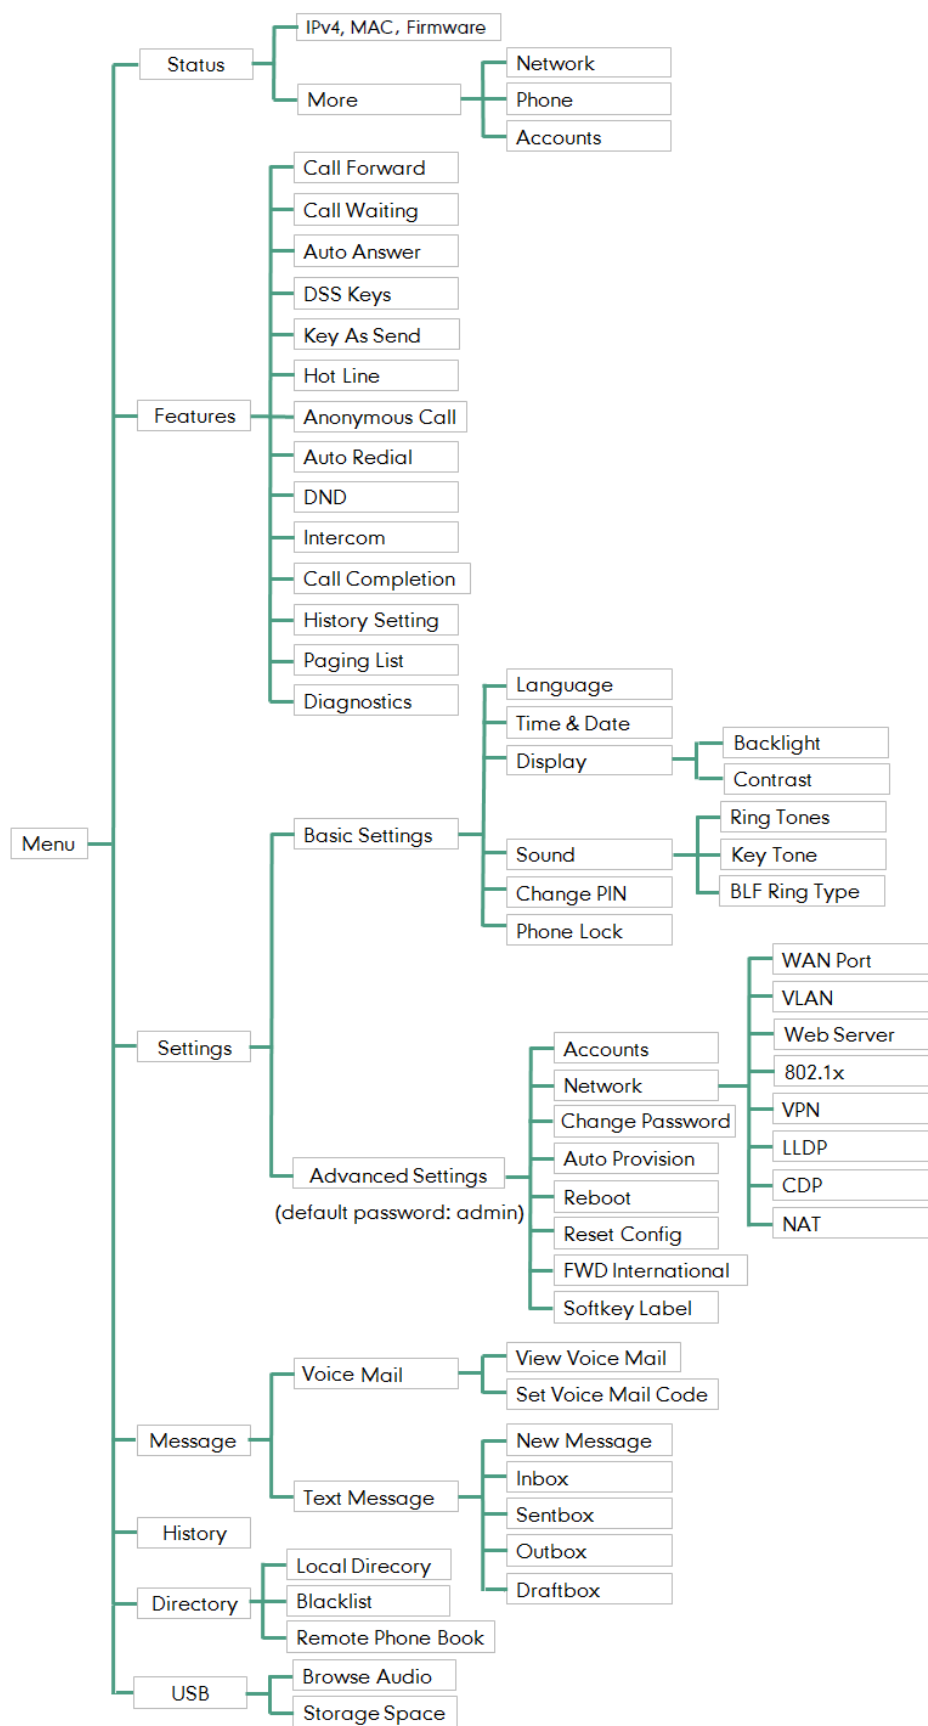 IPv4, MAC, Firmware
Status
Network
More
Phone
Accounts
Call Forward
Call Waiting
Auto Answer
DSS Keys
Key As Send
Hot Line
Features
Anonymous Call
Auto Redial
DND
Intercom
Call Completion
History Setting
Paging List
Diagnostics
Language
Time & Date
Display
Backlight
Contrast
Menu
Basic Settings
Ring Tones
Sound
Key Tone
BLF Ring Type
Change PIN
Phone Lock
WAN Port
VLAN
Web Server
Settings
Accounts
802.1x
Network
VPN
Change Password
LLDP
Auto Provision
Advanced Settings
CDP
Reboot
(default password: admin)
NAT
Reset Config
FWD International
Softkey Label
View Voice Mail
Voice Mail
Set Voice Mail Code
Message
New Message
Inbox
Text Message
Sentbox
History
Outbox
Local Direcory
Draftbox
Directory
Blacklist
Remote Phone Book
Browse Audio
USB
Storage Space